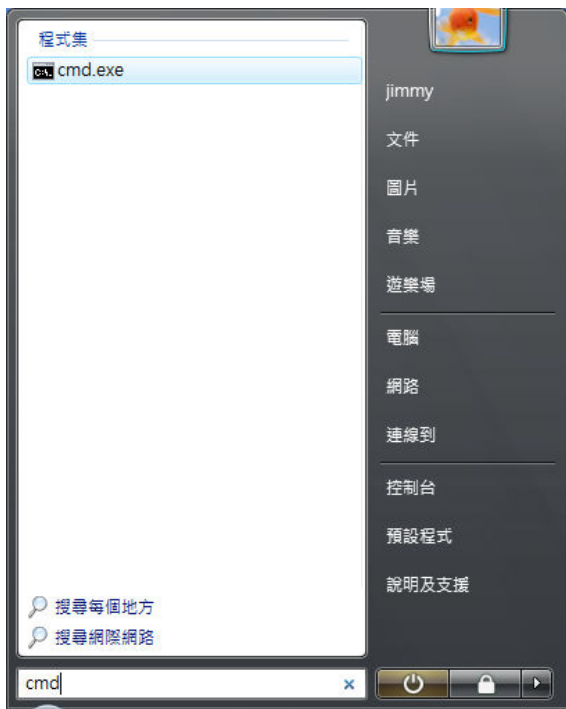 程式集
cmd.exe
搜尋每個地方
搜尋網際網路
cmd
jimmy
文件
圖片
音樂
遊樂場
電腦
網路
連線到
控制台
預設程式
說明及支援